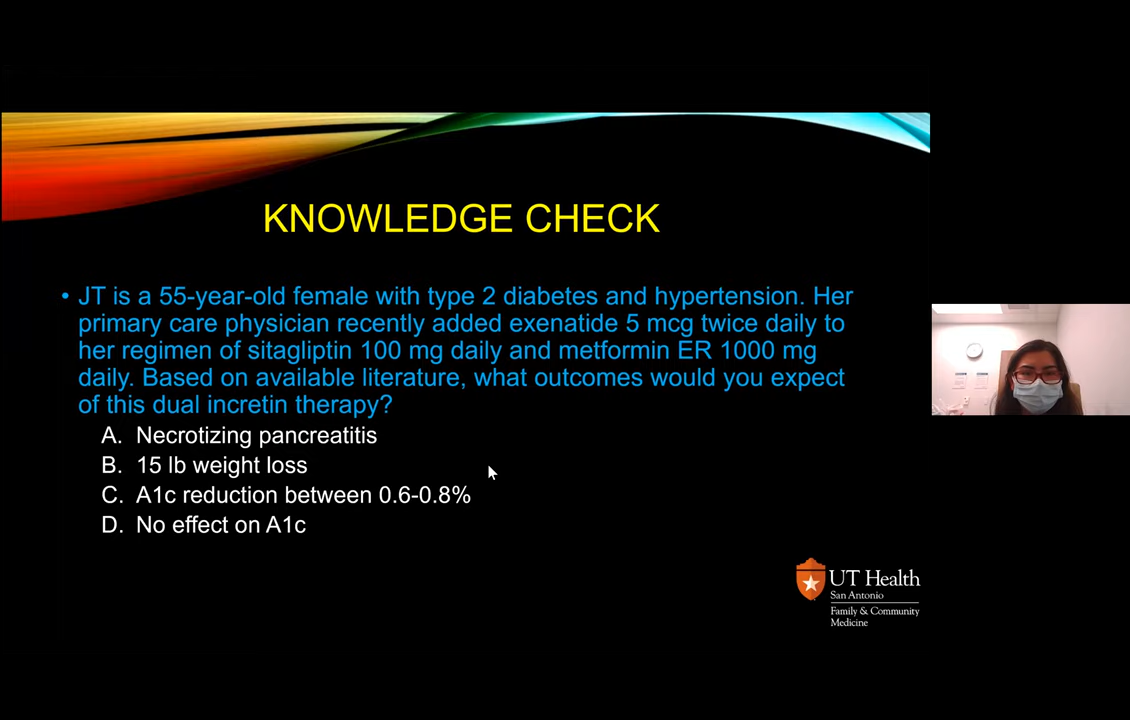 KNOWLEDGE CHECK
• JT is a 55-year-old female with type 2 diabetes and hypertension. Her
primary care physician recently added exenatide 5 mcg twice daily to
her regimen of sitagliptin 100 mg daily and metformin ER 1000 mg
daily. Based on available literature, what outcomes would you expect
of this dual incretin therapy?
A. Necrotizing pancreatitis
B. 15 lb weight loss
C. A1c reduction between 0.6-0.8%
D. No effect on A1c
UT Health
San Antonio
Family & Community
Medicine